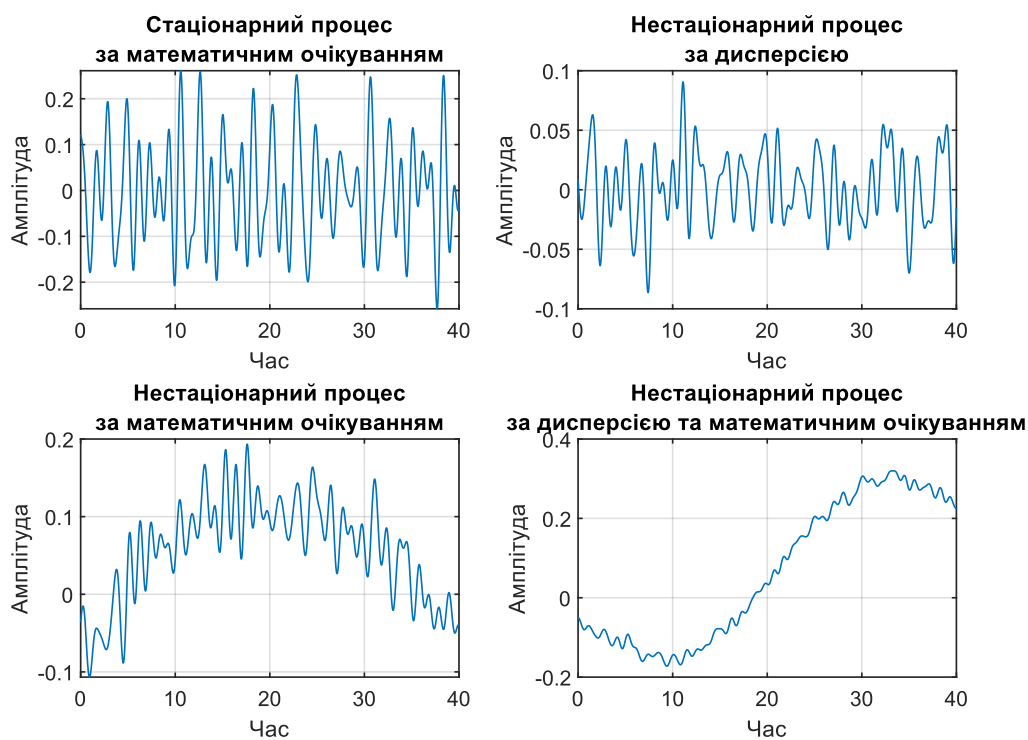 Стаціонарний процес
за математичним очікуванням
0.2
0.1
0
-0.1
-0.2
Амплітуда
0
10
20
30
40
Час
Нестаціонарний процес
за дисперсією
0.1
0.05
0
-0.05
-0.1
Амплітуда
0
10
20
30
40
Час
Нестаціонарний процес
за математичним очікуванням
0.2
0.1
0
-0.1
Амплітуда
0
10
20
30
40
Час
Нестаціонарний процес
за дисперсією та математичним очікуванням
0.4
0.2
0
-0.2
Амплітуда
0
10
20
30
40
Час